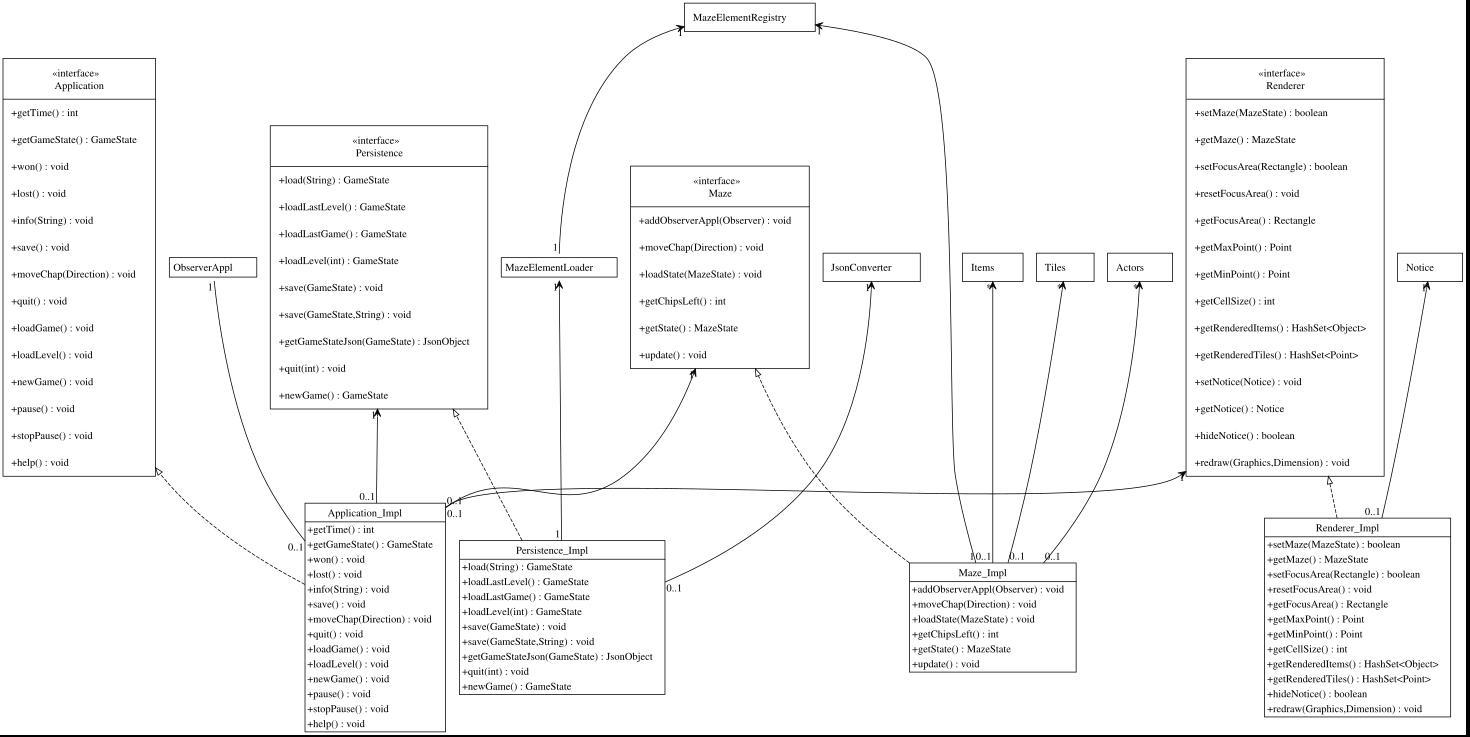 MazeElementRegistry
1
1
«interface»
Application
+getTime() : int
+getGameState() : GameState
+won() : void
+lost() : void
+info(String) : void
+save() : void
+moveChap(Direction) : void
+quit() : void
+loadGame() : void
+loadLevel() : void
+newGame() : void
+pause() : void
+stopPause() : void
+help() : void
ObserverAppl
1
«interface»
Persistence
+load(String) : GameState
+loadLastLevel() : GameState
+loadLastGame() : GameState
+loadLevel(int) : GameState
+save(GameState) : void
+save(GameState,String) : void
+getGameStateJson(GameState) : JsonObject
+quit(int) : void
+newGame() : GameState
1
1
MazeElementLoader
1
«interface»
Maze
+addObserverAppl(Observer) : void
+moveChap(Direction) : void
+loadState(MazeState) : void
+getChipsLeft() : int
+getState() : MazeState
+update() : void
1
JsonConverter
1
Items
*
Tiles
*
Actors
*
«interface»
Renderer
+setMaze(MazeState) : boolean
+getMaze() : MazeState
+setFocusArea(Rectangle) : boolean
+resetFocusArea() : void
+getFocusArea() : Rectangle
+getMaxPoint() : Point
+getMinPoint() : Point
+getCellSize() : int
+getRenderedItems() : HashSet<Object>
+getRenderedTiles() : HashSet<Point>
+setNotice(Notice) : void
+getNotice() : Notice
+hideNotice() : boolean
+redraw(Graphics,Dimension) : void
1
Notice
1
0..1
0..1
0..1
0..1
Application_Impl
+getTime() : int
+getGameState() : GameState
+won() : void
+lost() : void
+info(String) : void
+save() : void
+moveChap(Direction) : void
+quit() : void
+loadGame() : void
+loadLevel() : void
+newGame() : void
+pause() : void
+stopPause() : void
+help() : void
1
Persistence_Impl
+load(String) : GameState
+loadLastLevel() : GameState
+loadLastGame() : GameState
+loadLevel(int) : GameState
+save(GameState) : void
+save(GameState,String) : void
+getGameStateJson(GameState) : JsonObject
+quit(int) : void
+newGame() : GameState
0..1
1
0..1
0..1
0..1
Maze_Impl
+addObserverAppl(Observer) : void
+moveChap(Direction) : void
+loadState(MazeState) : void
+getChipsLeft() : int
+getState() : MazeState
+update() : void
0..1
Renderer_Impl
+setMaze(MazeState) : boolean
+getMaze() : MazeState
+setFocusArea(Rectangle) : boolean
+resetFocusArea() : void
+getFocusArea() : Rectangle
+getMaxPoint() : Point
+getMinPoint() : Point
+getCellSize() : int
+getRenderedItems() : HashSet<Object>
+getRenderedTiles() : HashSet<Point>
+hideNotice() : boolean
+redraw(Graphics,Dimension) : void